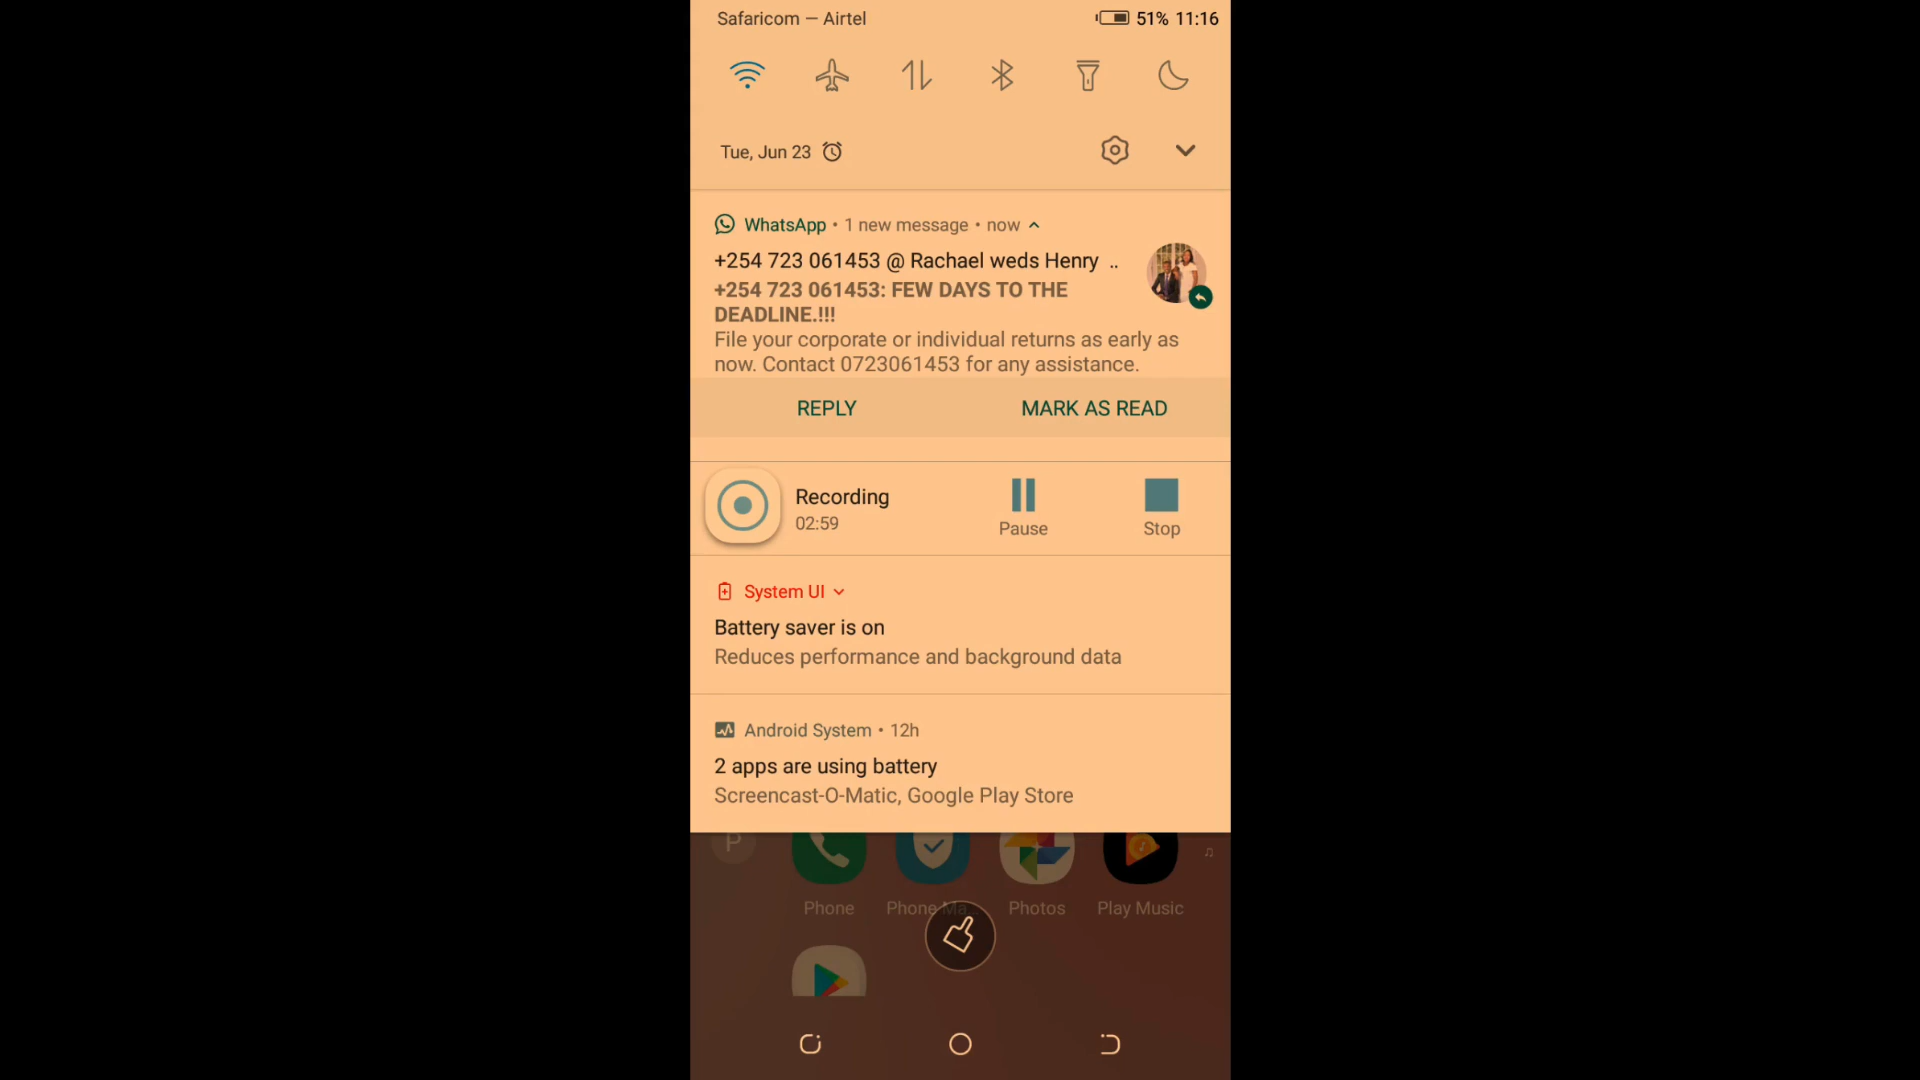 Safaricom — Airtel
51% 11:16
Tue, Jun 23
WhatsApp • 1 new message • now
+254 723 061453 @ Rachael weds Henry ..
+254 723 061453: FEW DAYS TO THE
DEADLINE.!!!
File your corporate or individual returns as early as
now. Contact 0723061453 for any assistance.
REPLY
MARK AS READ
Recording
02:59
Pause
Stop
System UI
Battery saver is on
Reduces performance and background data
Android System • 12h
2 apps are using battery
Screencast-O-Matic, Google Play Store
P
Phone
Phone Ma...
Photos
Play Music